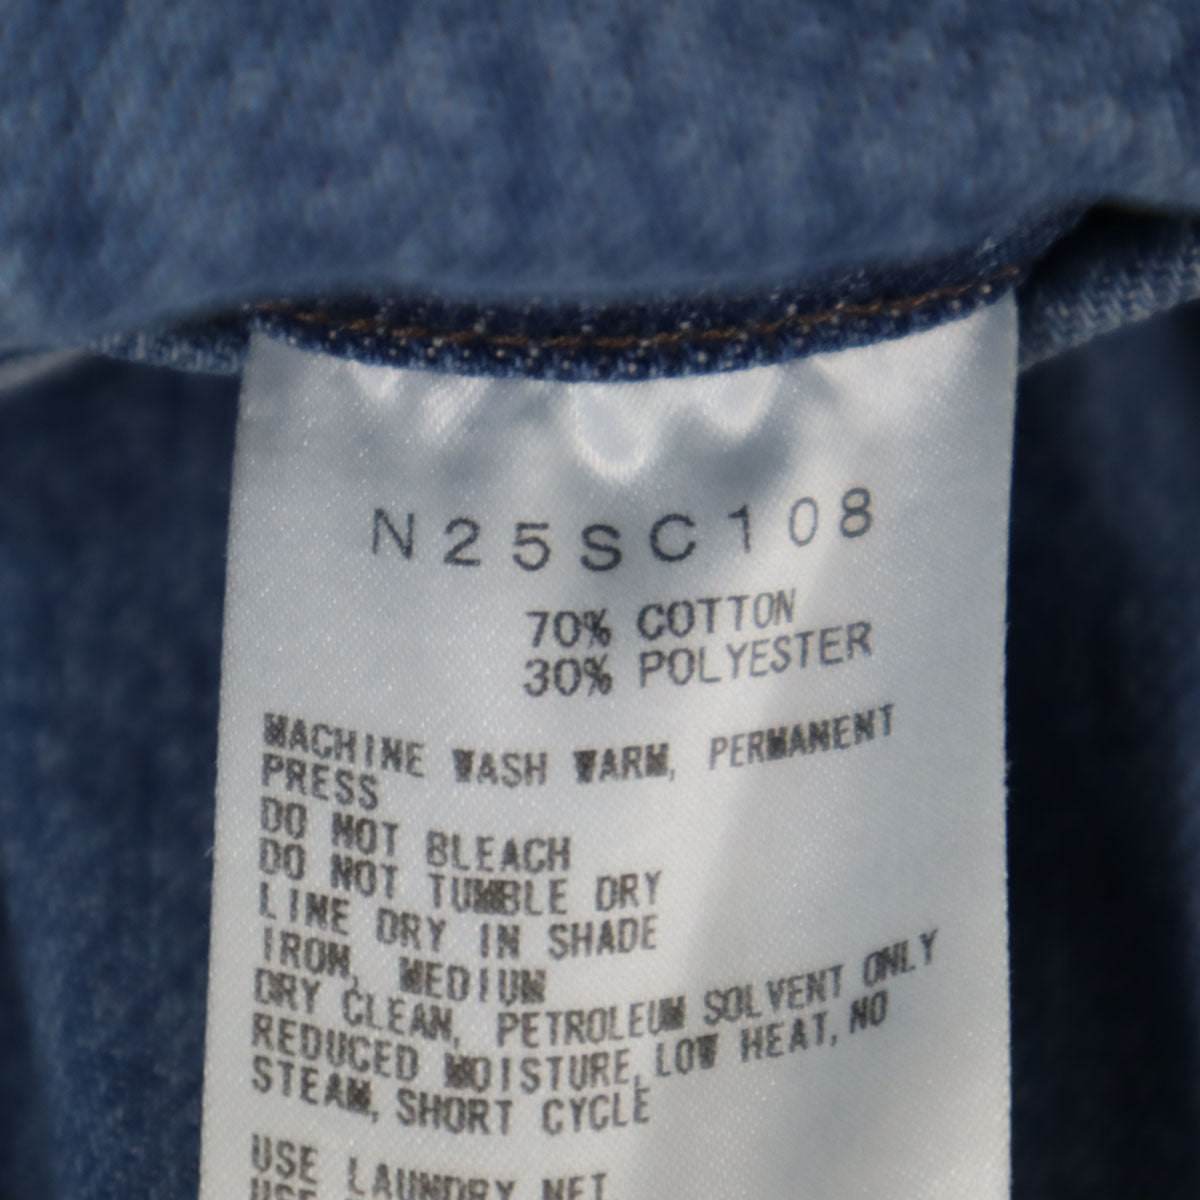 N25SC108
70% COTTON
30% POLYESTER
MACHINE WASH WARM, PERMANENT
PRESS
DO NOT BLEACH
DO NOT TUMBLE DRY
LINE DRY IN SHADE
IRON, MEDIUM
DRY CLEAN, PETROLEUM SOLVENT ONLY
REDUCED MOISTURE, LOW HEAT, NO
STEAM, SHORT CYCLE
USE LAUNDRY NET
USE